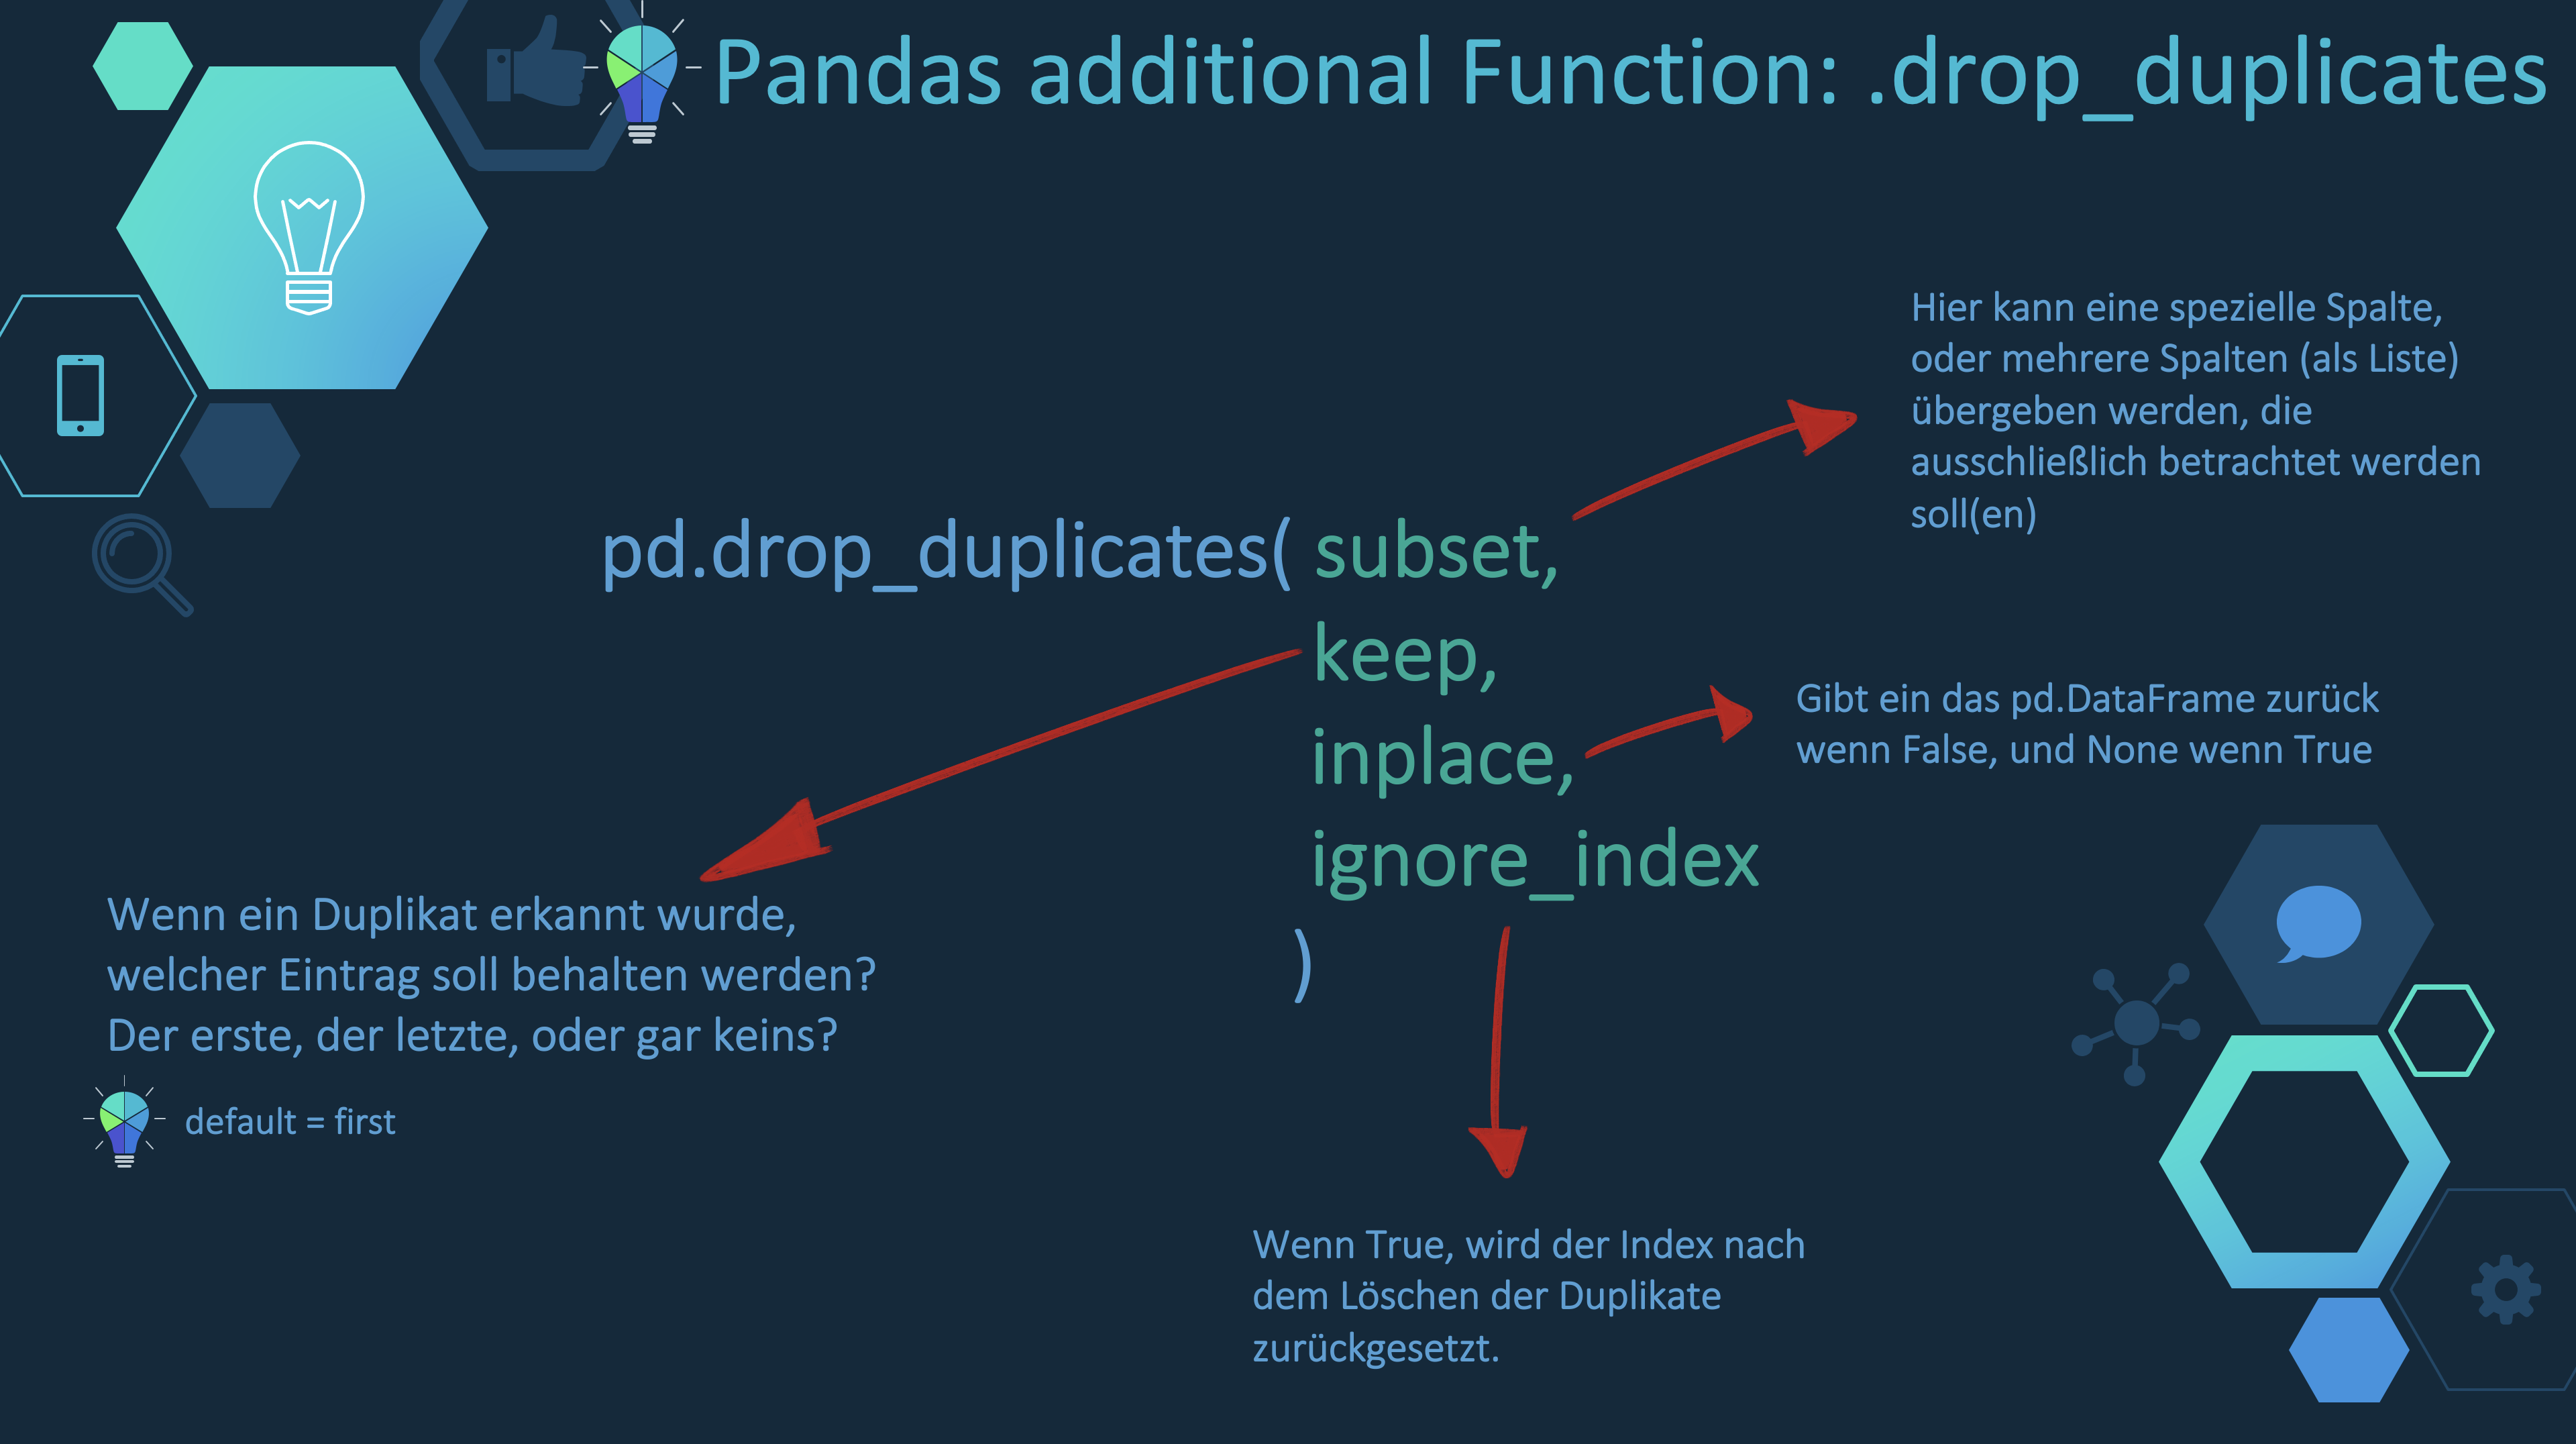 Pandas additional Function: .drop_duplicates
Hier kann eine spezielle Spalte,
oder mehrere Spalten (als Liste)
übergeben werden, die
ausschließlich betrachtet werden
soll(en)
pd.drop_duplicates( subset,
keep,
inplace,
ignore_index
)
Gibt ein das pd.DataFrame zurück
wenn False, und None wenn True
Wenn ein Duplikat erkannt wurde,
welcher Eintrag soll behalten werden?
Der erste, der letzte, oder gar keins?
default = first
Wenn True, wird der Index nach
dem Löschen der Duplikate
zurückgesetzt.